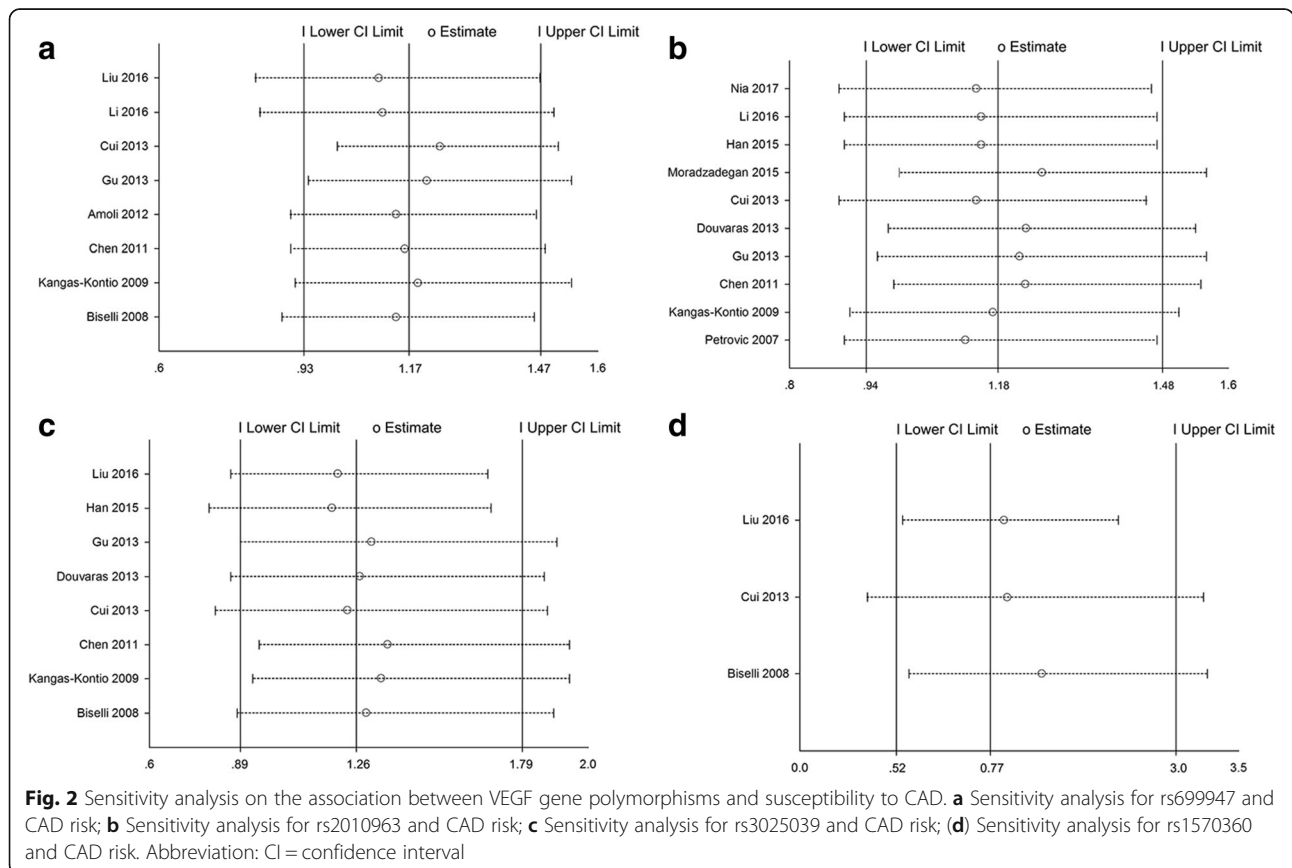 a
I Lower CI Limit o Estimate I Upper CI Limit
Liu 2016
Li 2016
Cui 2013
Gu 2013
Amoli 2012
Chen 2011
Kangas-Kontio 2009
Biselli 2008
.6 .93 1.17 1.47 1.6
b
I Lower CI Limit o Estimate I Upper CI Limit
Nia 2017
Li 2016
Han 2015
Moradzadegan 2015
Cui 2013
Douvaras 2013
Gu 2013
Chen 2011
Kangas-Kontio 2009
Petrovic 2007
.8 .94 1.18 1.48 1.6
c
I Lower CI Limit o Estimate I Upper CI Limit
Liu 2016
Han 2015
Gu 2013
Douvaras 2013
Cui 2013
Chen 2011
Kangas-Kontio 2009
Biselli 2008
.6 .89 1.26 1.79 2.0
d
I Lower CI Limit o Estimate I Upper CI Limit
Liu 2016
Cui 2013
Biselli 2008
0.0 .52 0.77 3.0 3.5
Fig. 2 Sensitivity analysis on the association between VEGF gene polymorphisms and susceptibility to CAD. a Sensitivity analysis for rs699947 and
CAD risk; b Sensitivity analysis for rs2010963 and CAD risk; c Sensitivity analysis for rs3025039 and CAD risk; (d) Sensitivity analysis for rs1570360
and CAD risk. Abbreviation: CI = confidence interval